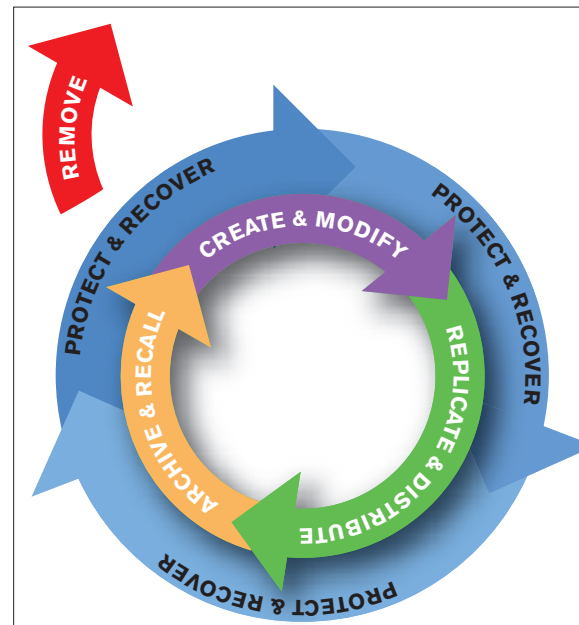 REMOVE
PROTECT & RECOVER
PROTECT & RECOVER
CREATE & MODIFY
REPLICATE & DISTRIBUTE
ARCHIVE & RECALL
PROTECT & RECOVER